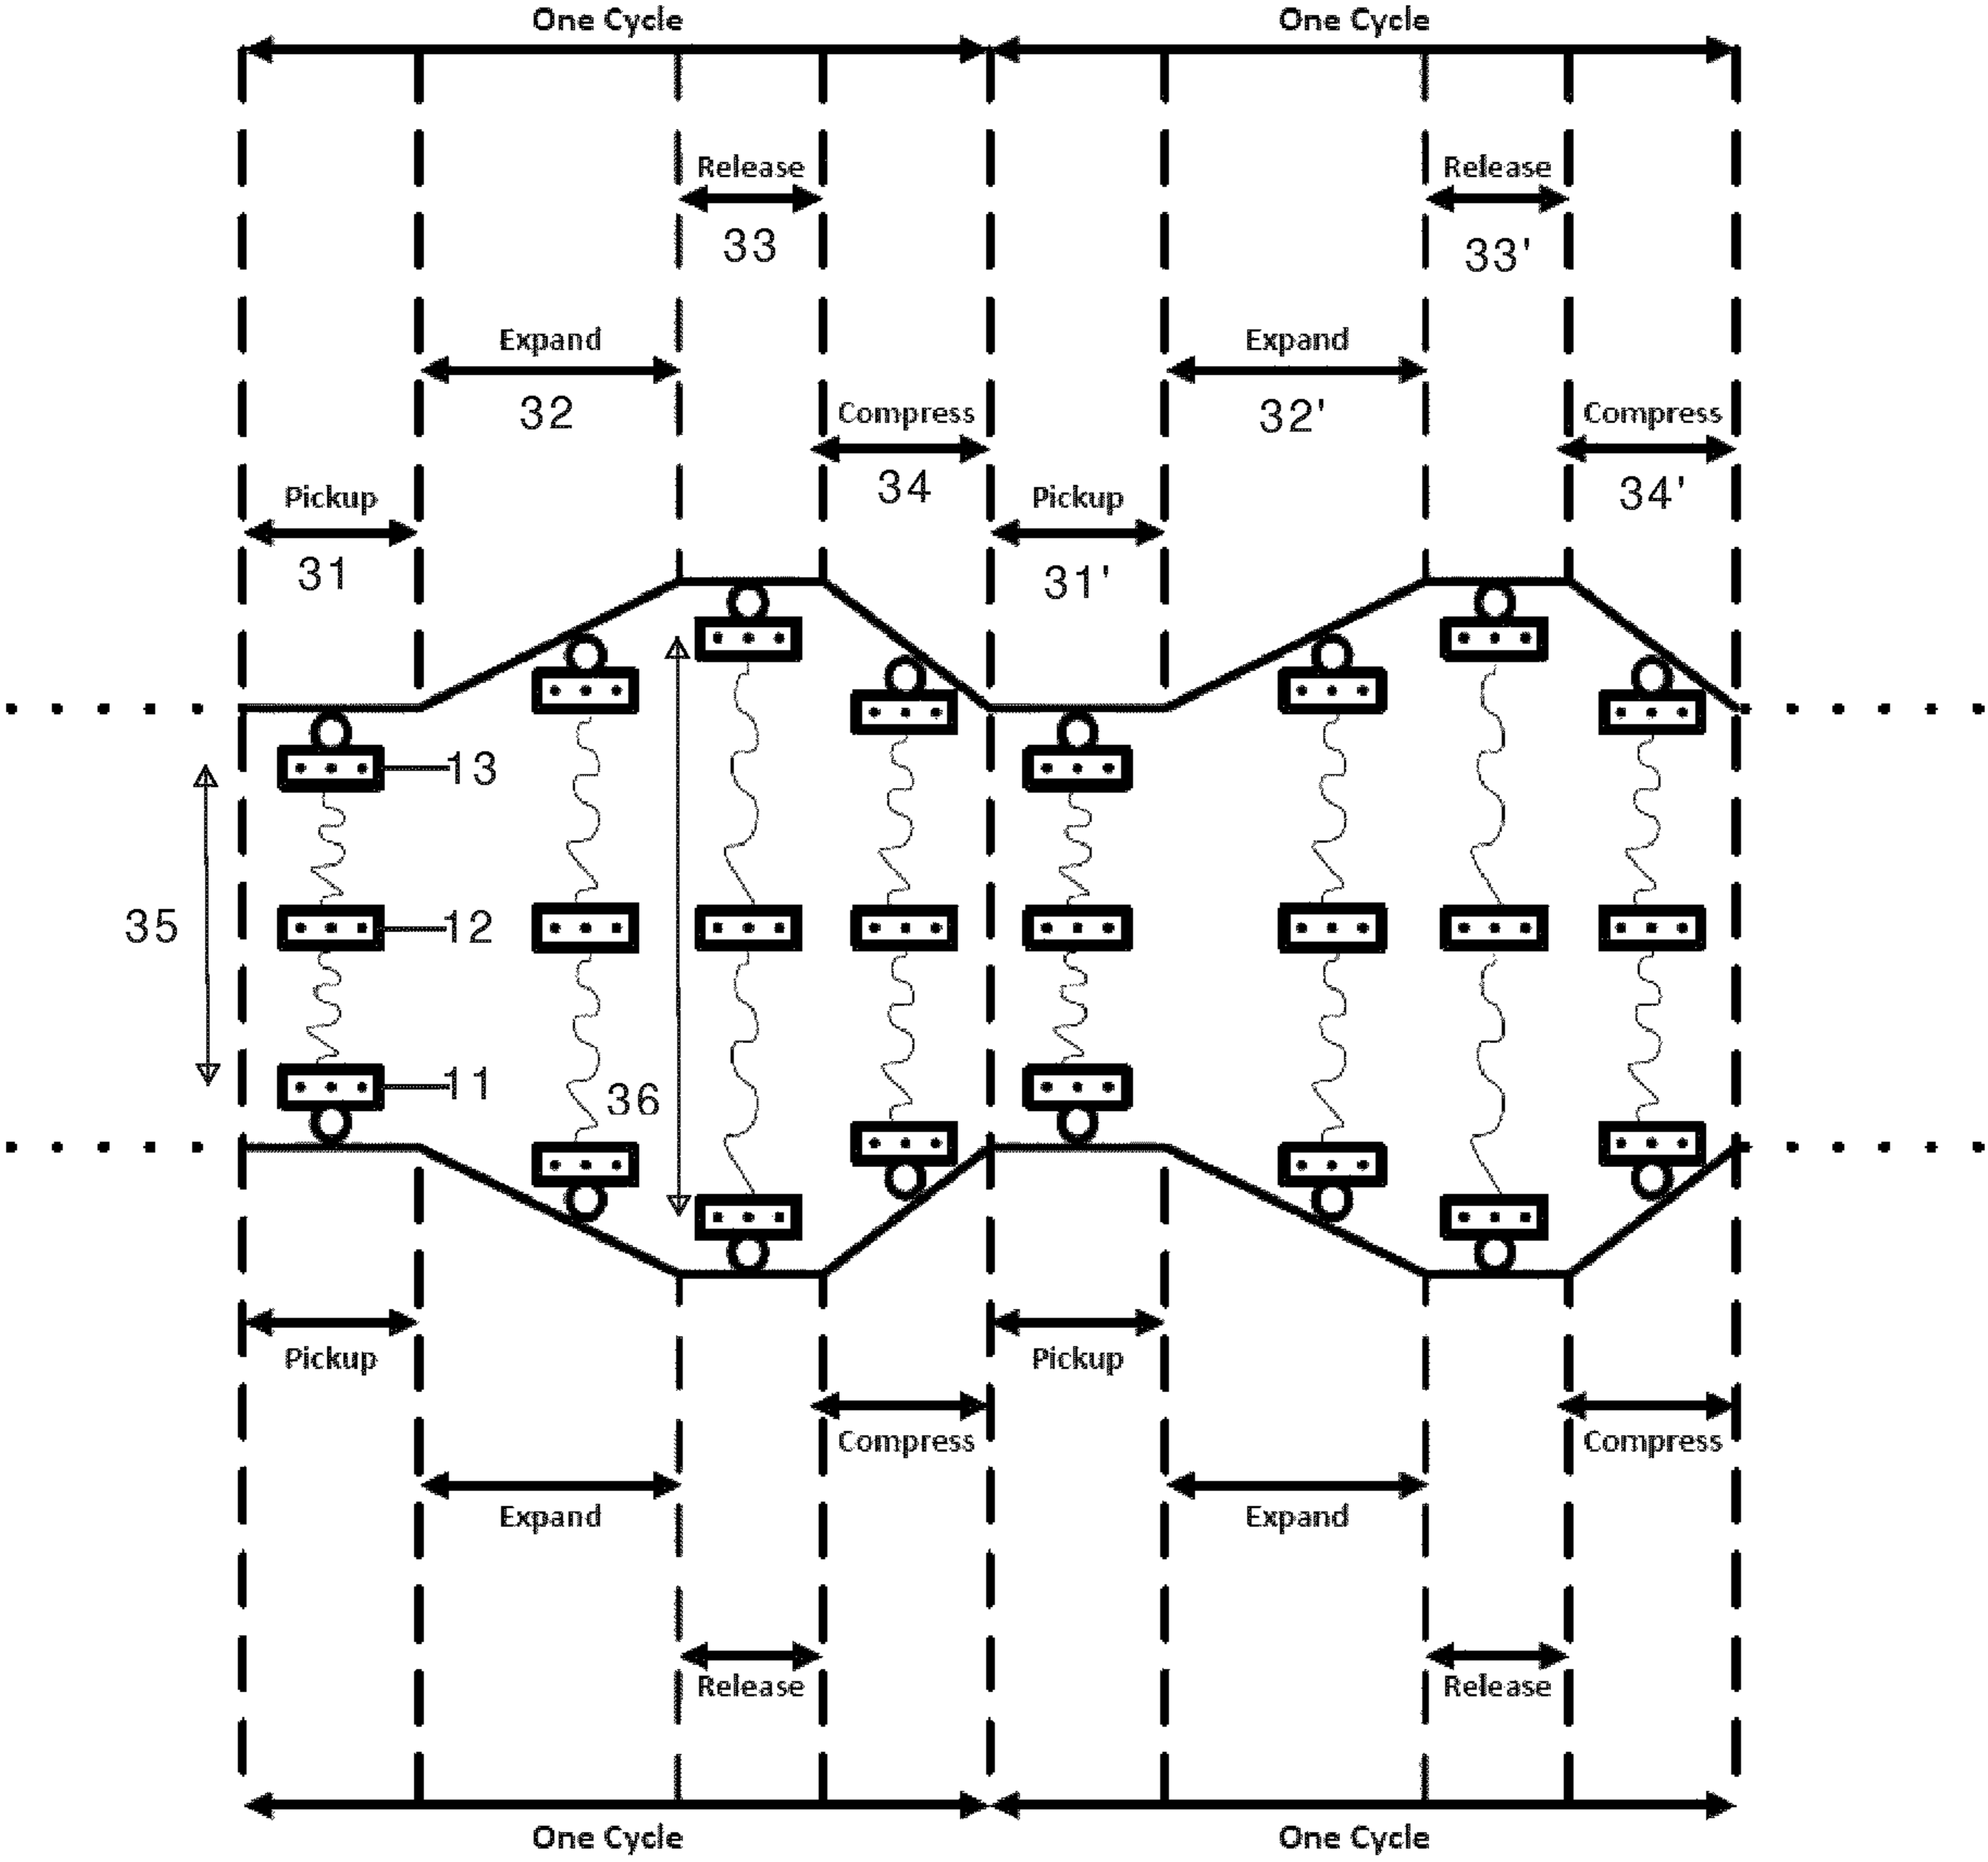 One Cycle One Cycle
Release Release
33 33'
Expand Expand
32 32'
Compress Compress
34 34'
Pickup Pickup
31 31'
13
35 12
36 11
Pickup Pickup
Compress Compress
Expand Expand
Release Release
One Cycle One Cycle